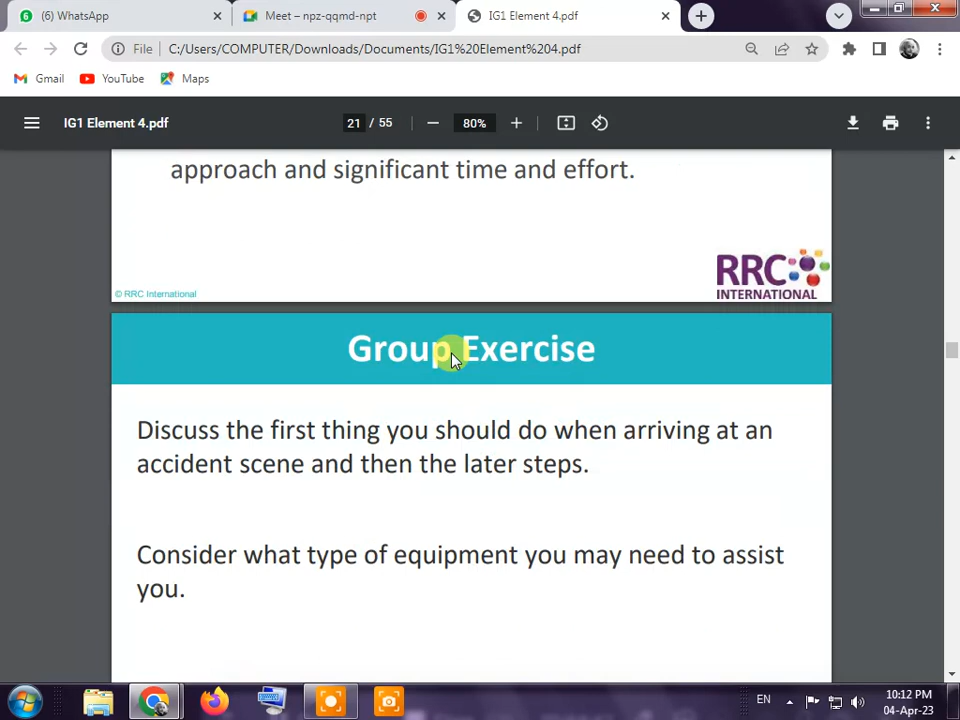 (6) WhatsApp
Meet – npz-qqmd-npt
IG1 Element 4.pdf
File
C:/Users/COMPUTER/Downloads/Documents/IG1%20Element%204.pdf
Gmail
YouTube
Maps
IG1 Element 4.pdf
21 / 55
80%
approach and significant time and effort.
RRC
INTERNATIONAL
© RRC International
Group Exercise
Discuss the first thing you should do when arriving at an
accident scene and then the later steps.
Consider what type of equipment you may need to assist
you.
EN
10:12 PM
04-Apr-23